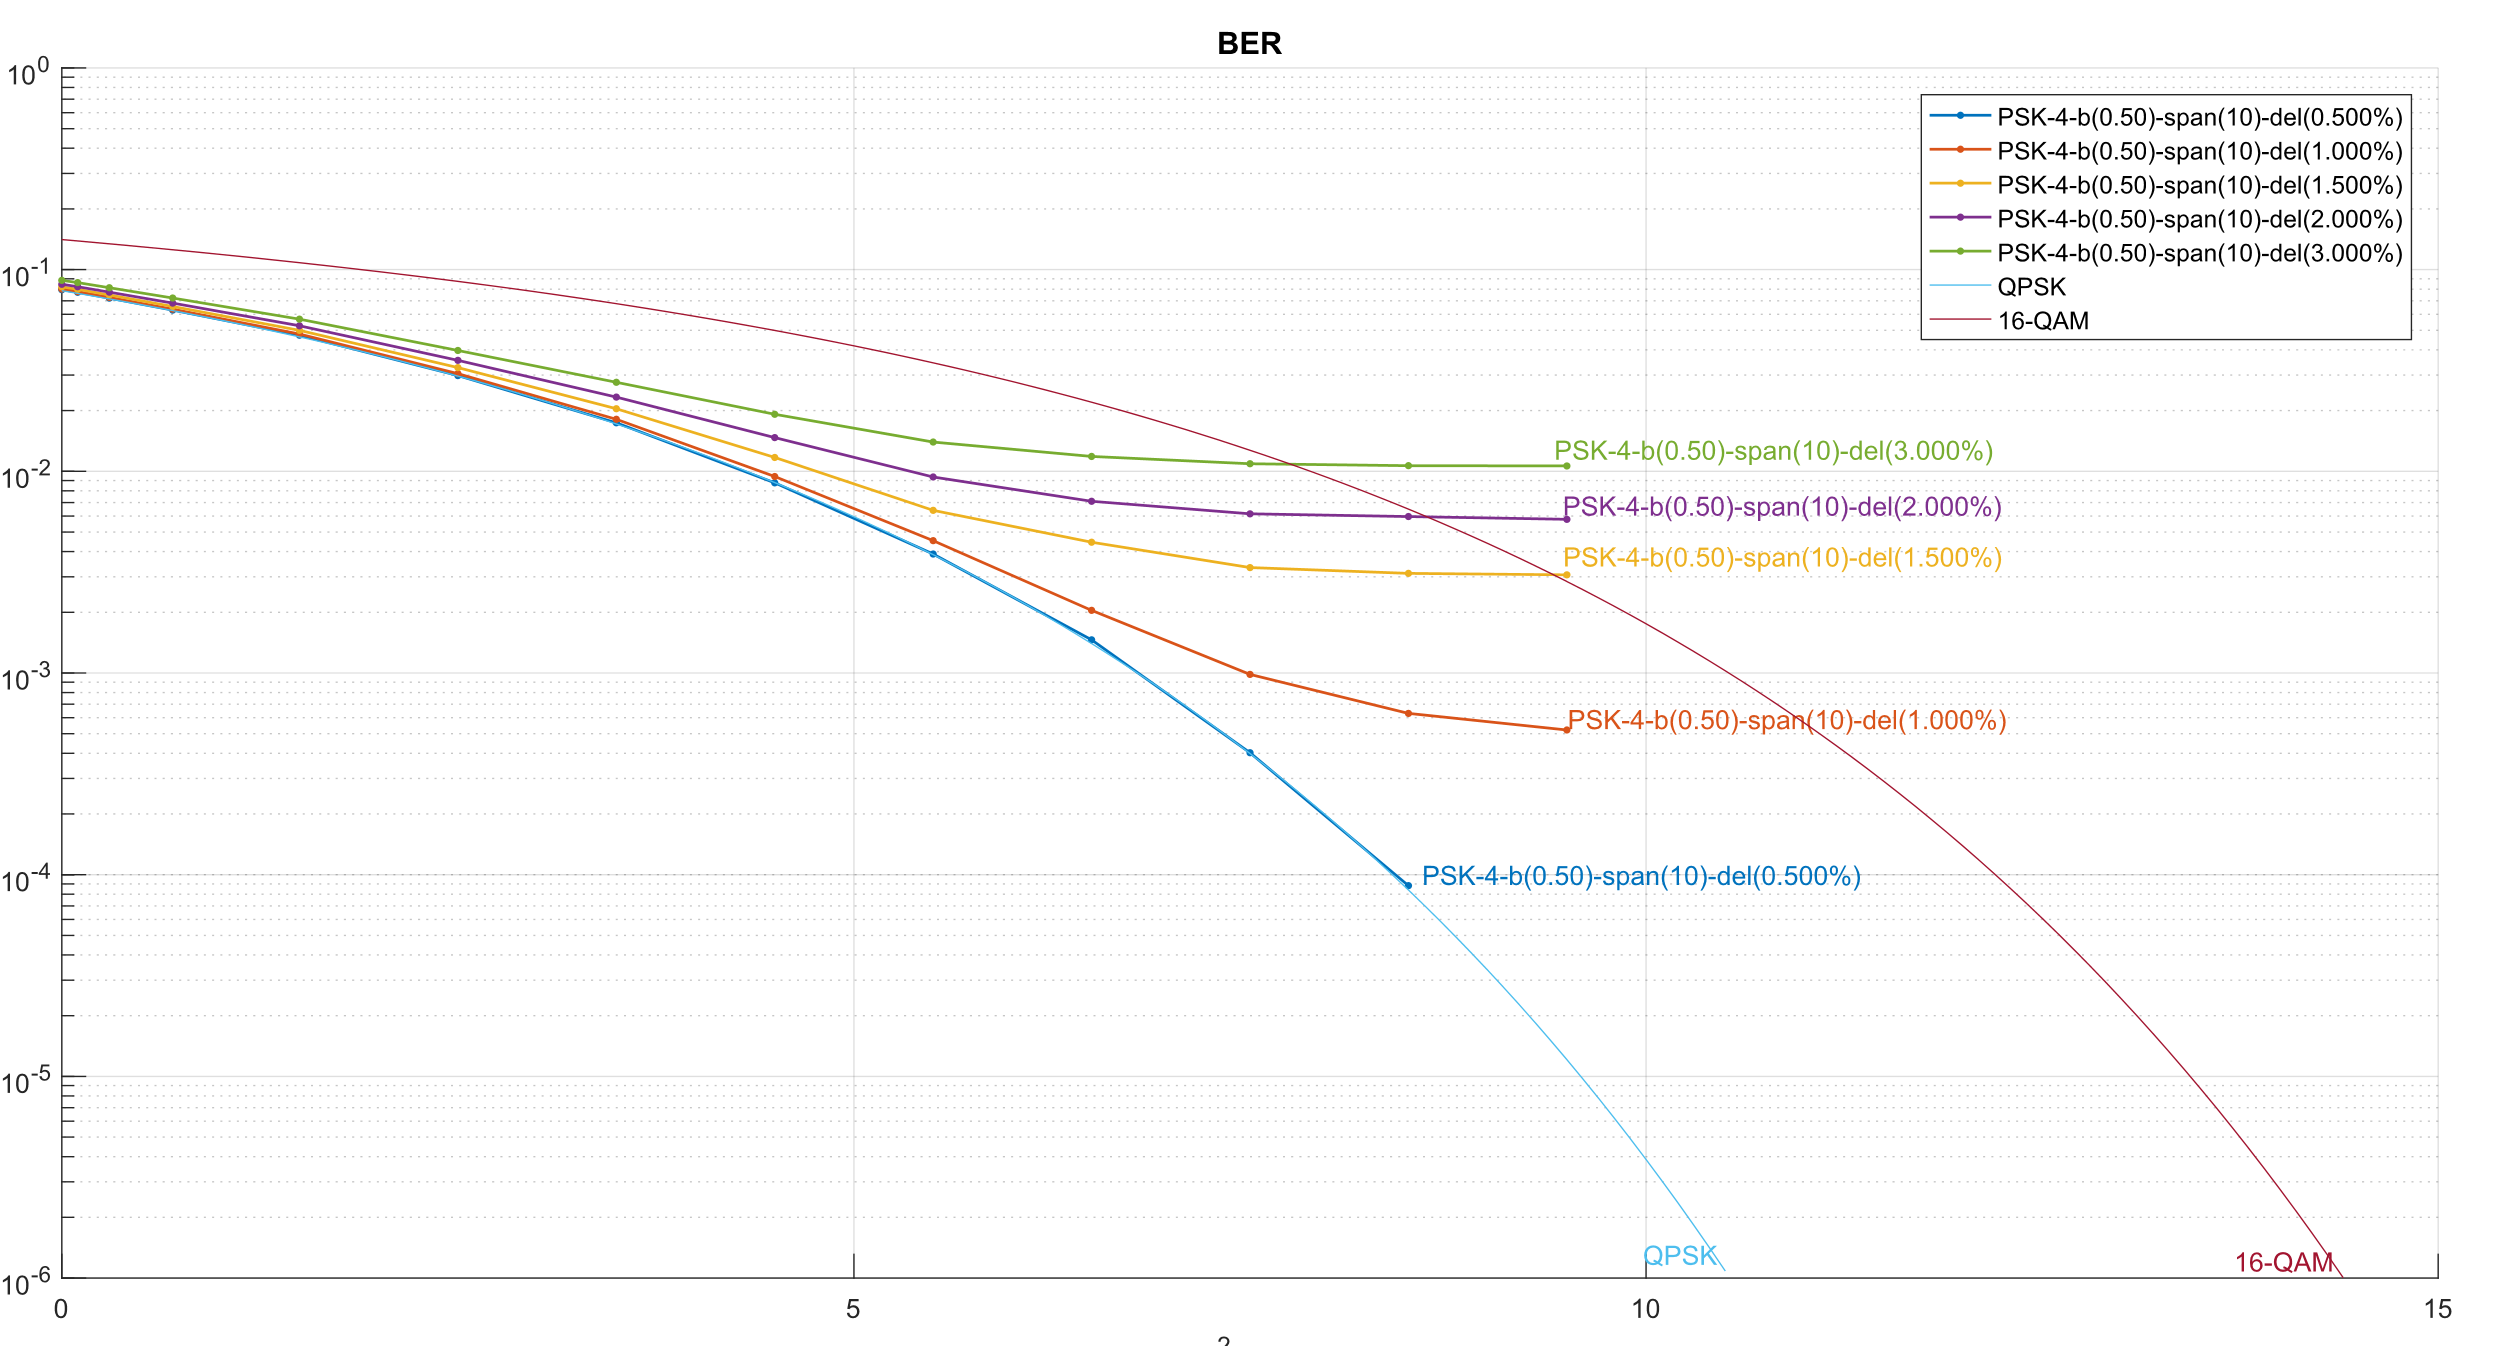 BER
10^0
10^-1
10^-2
10^-3
10^-4
10^-5
10^-6
PSK-4-b(0.50)-span(10)-del(0.500%)
PSK-4-b(0.50)-span(10)-del(1.000%)
PSK-4-b(0.50)-span(10)-del(1.500%)
PSK-4-b(0.50)-span(10)-del(2.000%)
PSK-4-b(0.50)-span(10)-del(3.000%)
QPSK
16-QAM
PSK-4-b(0.50)-span(10)-del(3.000%)
PSK-4-b(0.50)-span(10)-del(2.000%)
PSK-4-b(0.50)-span(10)-del(1.500%)
PSK-4-b(0.50)-span(10)-del(1.000%)
PSK-4-b(0.50)-span(10)-del(0.500%)
QPSK
16-QAM
0
5
10
15